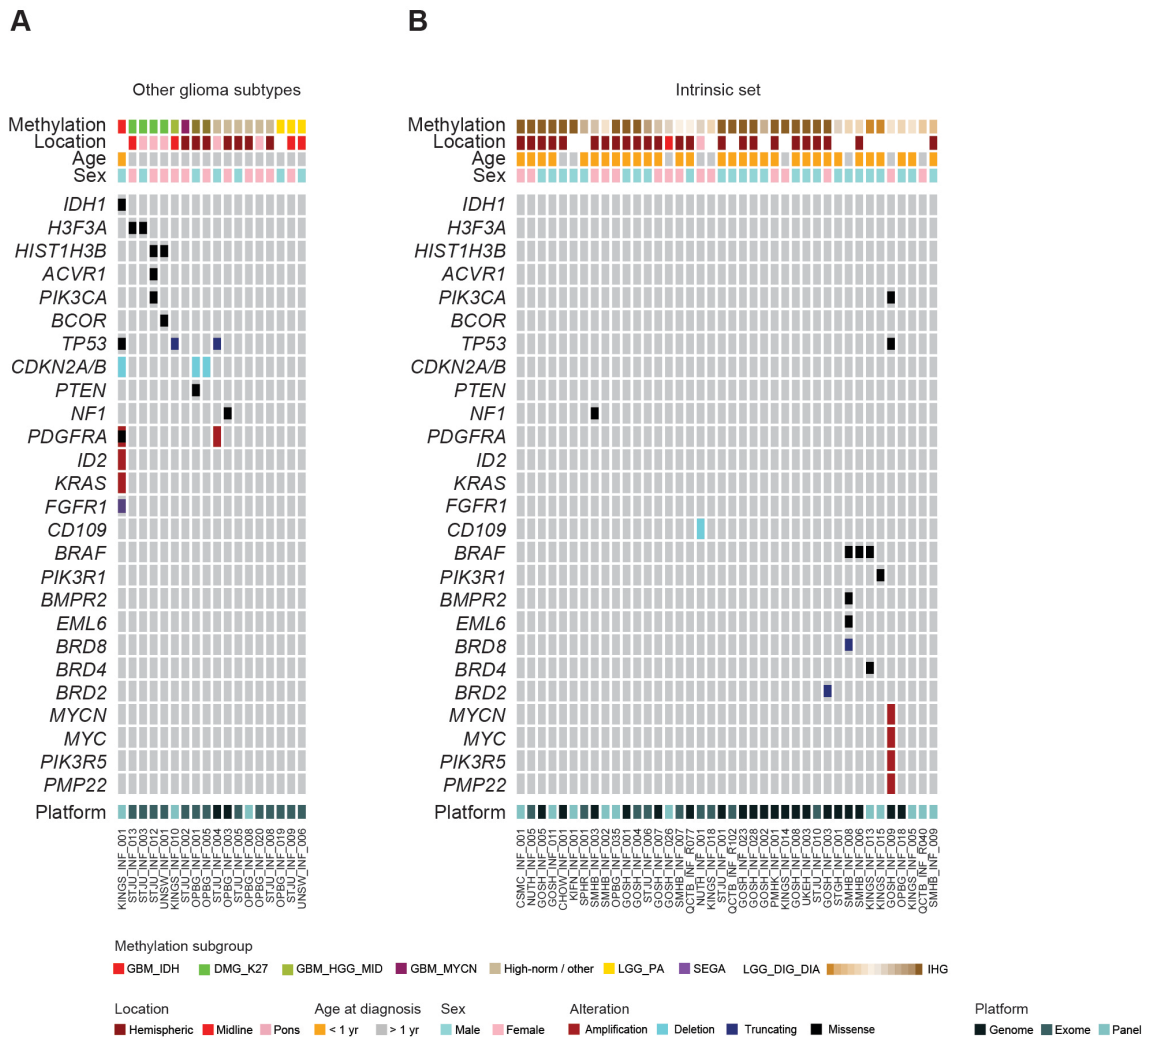 A
B
Other glioma subtypes
Intrinsic set
Methylation
Location
Age
Sex
IDH1
H3F3A
HIST1H3B
ACVR1
PIK3CA
BCOR
TP53
CDKN2A/B
PTEN
NF1
PDGFRA
ID2
KRAS
FGFR1
CD109
BRAF
PIK3R1
BMPR2
EML6
BRD8
BRD4
BRD2
MYCN
MYC
PIK3R5
PMP22
Platform
KINGS_INF_001
STJU_INF_013
STJU_INF_003
STJU_INF_012
UNSW_INF_001
KINGS_INF_010
STJU_INF_002
OPBG_INF_001
OPBG_INF_005
STJU_INF_004
OPBG_INF_003
STJU_INF_005
OPBG_INF_008
OPBG_INF_020
STJU_INF_008
OPBG_INF_019
STJU_INF_009
UNSW_INF_006
Methylation
Location
Age
Sex
IDH1
H3F3A
HIST1H3B
ACVR1
PIK3CA
BCOR
TP53
CDKN2A/B
PTEN
NF1
PDGFRA
ID2
KRAS
FGFR1
CD109
BRAF
PIK3R1
BMPR2
EML6
BRD8
BRD4
BRD2
MYCN
MYC
PIK3R5
PMP22
Platform
CSMC_INF_001
NUTH_INF_005
GOSH_INF_005
GOSH_INF_011
CHOW_INF_001
KIFN_INF_003
SPHR_INF_001
SMHB_INF_003
SMHB_INF_002
OPBG_INF_035
GOSH_INF_001
GOSH_INF_004
STJU_INF_006
GOSH_INF_007
GOSH_INF_026
SMHB_INF_007
QCTB_INF_R077
NUTH_INF_001
KINGS_INF_018
STJU_INF_001
QCTB_INF_R102
GOSH_INF_023
GOSH_INF_028
GOSH_INF_002
PMHK_INF_001
KINGS_INF_014
GOSH_INF_008
UKEH_INF_003
STJU_INF_010
GOSH_INF_003
STGH_INF_001
SMHB_INF_008
SMHB_INF_006
KINGS_INF_013
KINGS_INF_015
GOSH_INF_009
OPBG_INF_018
KINGS_INF_005
QCTB_INF_R040
SMHB_INF_009
Methylation subgroup
GBM_IDH DMG_K27 GBM_HGG_MID GBM_MYCN High-norm / other LGG_PA SEGA LGG_DIG_DIA IHG
Location
Hemispheric Midline Pons
Age at diagnosis
< 1 yr > 1 yr
Sex
Male Female
Alteration
Amplification Deletion Truncating Missense
Platform
Genome Exome Panel